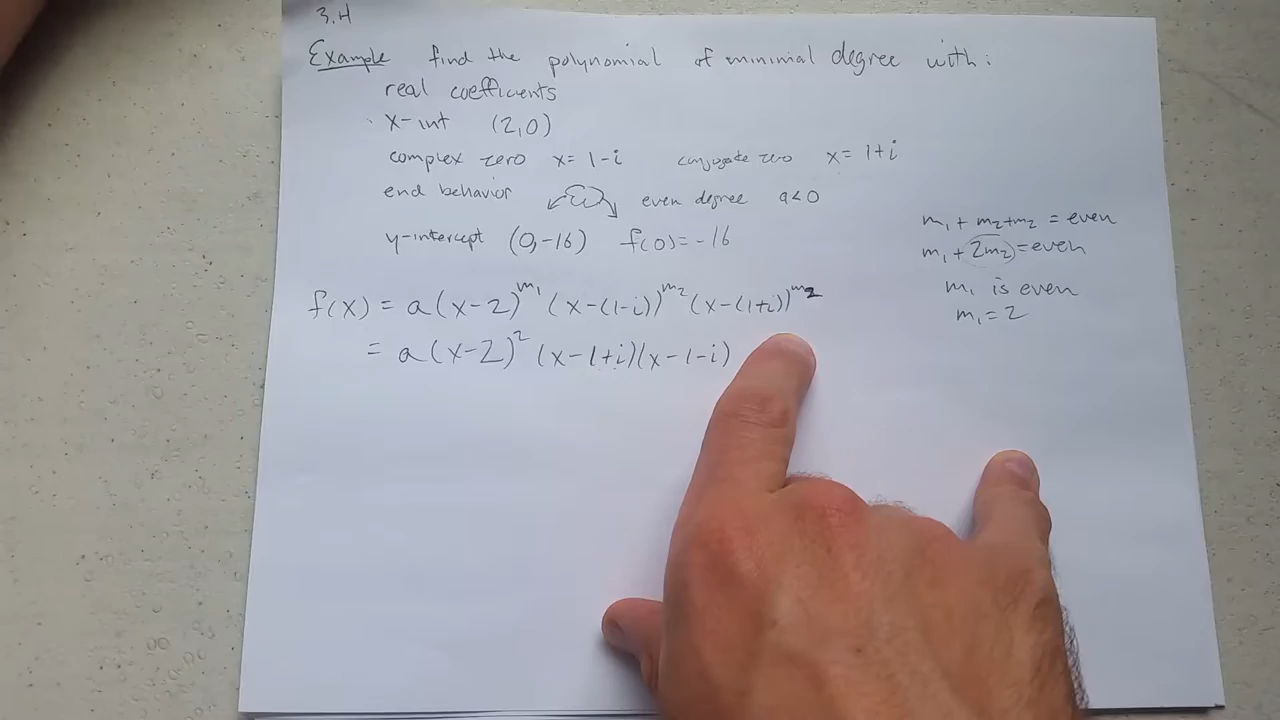 3.4
Example find the polynomial of minimal degree with:
real coefficients
x-int (2,0)
complex zero x = 1-i conjugate zero x = 1+i
end behavior even degree a<0
y-intercept (0,-16) f(0) = -16
f(x) = a(x-2)^m₁ (x-(1-i))^m₂ (x-(1+i))^m₂
= a(x-2)² (x-1+i)(x-1-i)
m₁ + m₂ + m₂ = even
m₁ + 2m₂ = even
m₁ is even
m₁ = 2